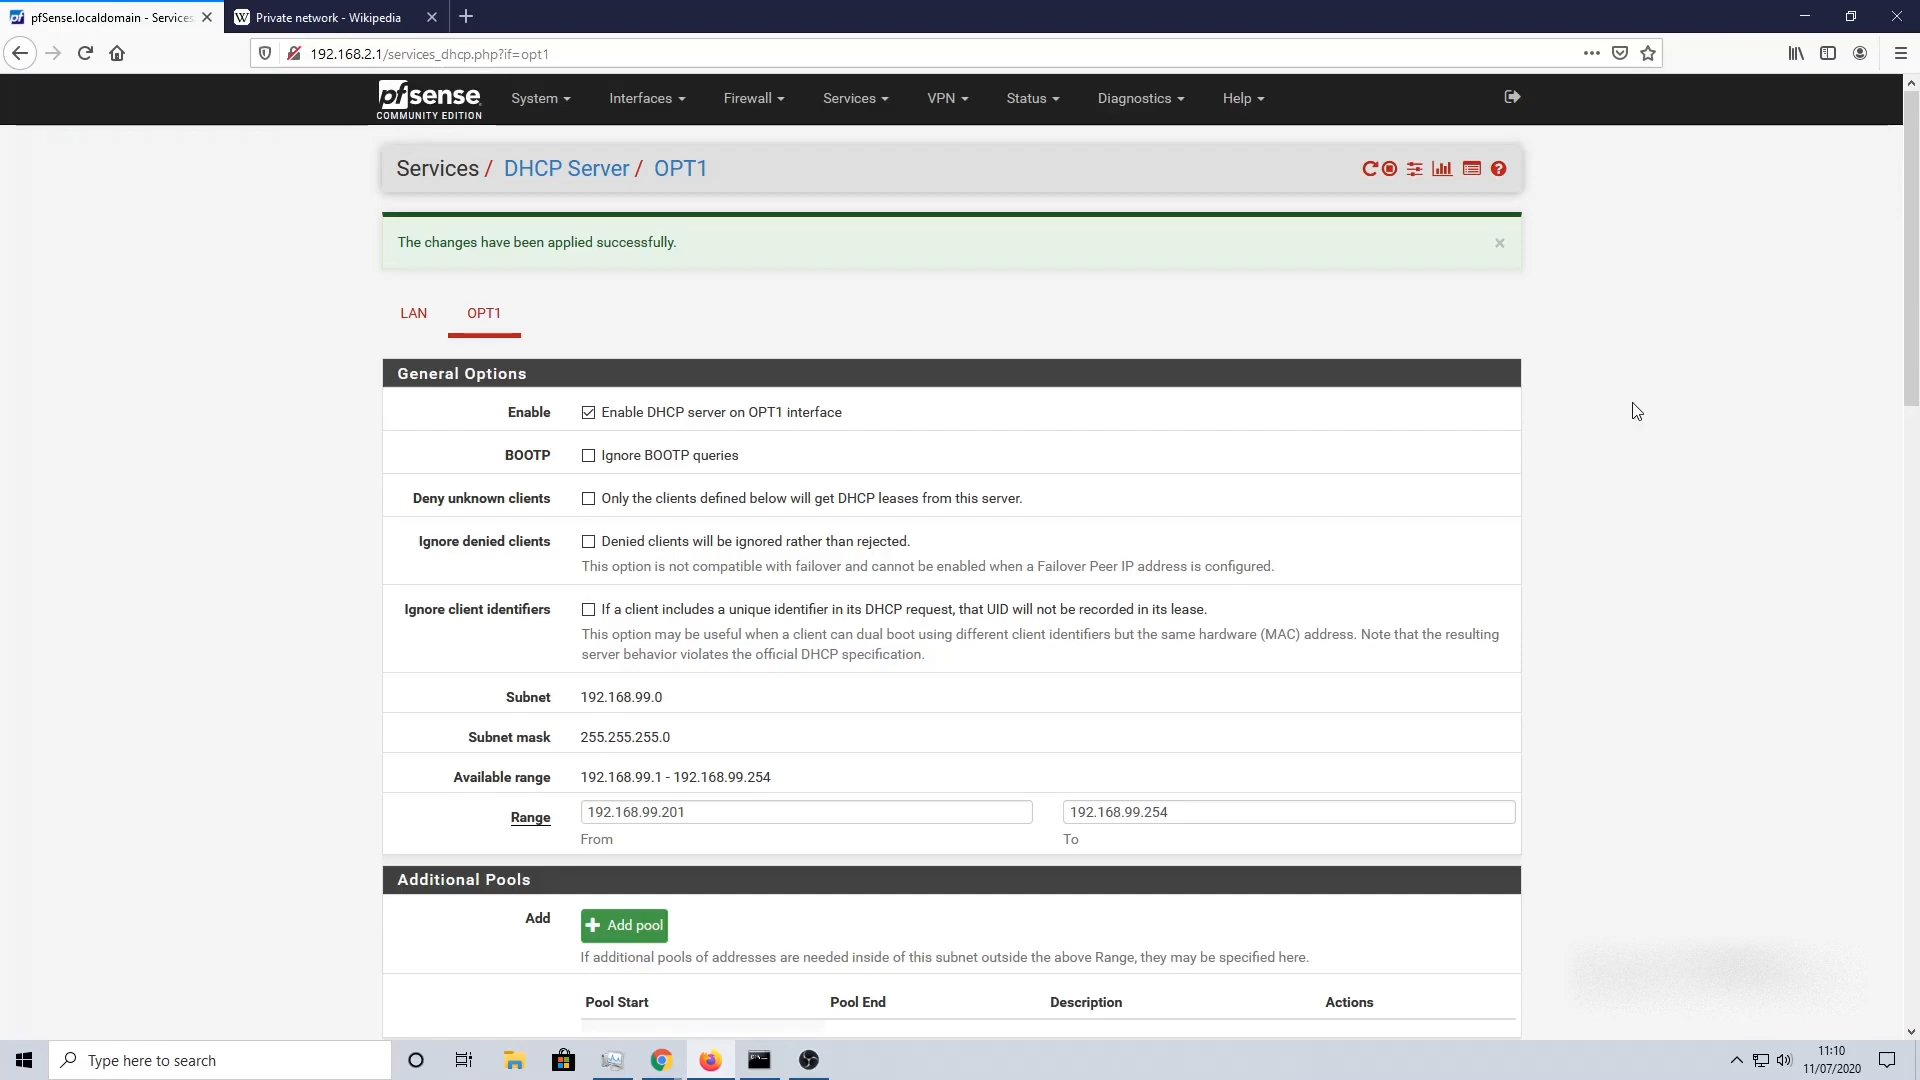 pfSense.localdomain - Services
Private network - Wikipedia
192.168.2.1/services_dhcp.php?if=opt1
pfsense
COMMUNITY EDITION
System
Interfaces
Firewall
Services
VPN
Status
Diagnostics
Help
Services / DHCP Server / OPT1
The changes have been applied successfully.
LAN
OPT1
General Options
Enable
Enable DHCP server on OPT1 interface
BOOTP
Ignore BOOTP queries
Deny unknown clients
Only the clients defined below will get DHCP leases from this server.
Ignore denied clients
Denied clients will be ignored rather than rejected.
This option is not compatible with failover and cannot be enabled when a Failover Peer IP address is configured.
Ignore client identifiers
If a client includes a unique identifier in its DHCP request, that UID will not be recorded in its lease.
This option may be useful when a client can dual boot using different client identifiers but the same hardware (MAC) address. Note that the resulting
server behavior violates the official DHCP specification.
Subnet
192.168.99.0
Subnet mask
255.255.255.0
Available range
192.168.99.1 - 192.168.99.254
Range
192.168.99.201
192.168.99.254
From
To
Additional Pools
Add
Add pool
If additional pools of addresses are needed inside of this subnet outside the above Range, they may be specified here.
Pool Start
Pool End
Description
Actions
Type here to search
11:10
11/07/2020